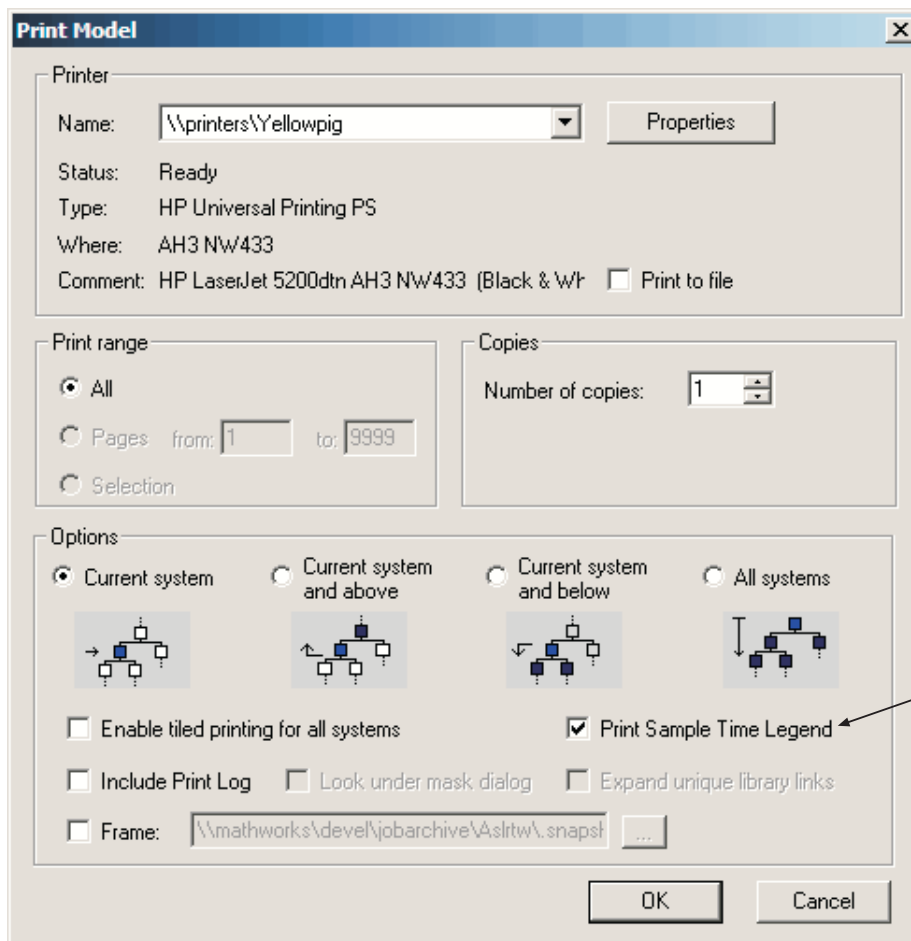 Print Model
Printer
Name: \\printers\Yellowpig Properties
Status: Ready
Type: HP Universal Printing PS
Where: AH3 NW433
Comment: HP LaserJet 5200dtn AH3 NW433 (Black & Wh Print to file
Print range
All
Pages from: 1 to: 9999
Selection
Copies
Number of copies: 1
Options
Current system
Current system
and above
Current system
and below
All systems
Enable tiled printing for all systems
Print Sample Time Legend
Include Print Log Look under mask dialog Expand unique library links
Frame: \\mathworks\devel\jobarchive\Aslrtw\.snapsh ...
OK Cancel